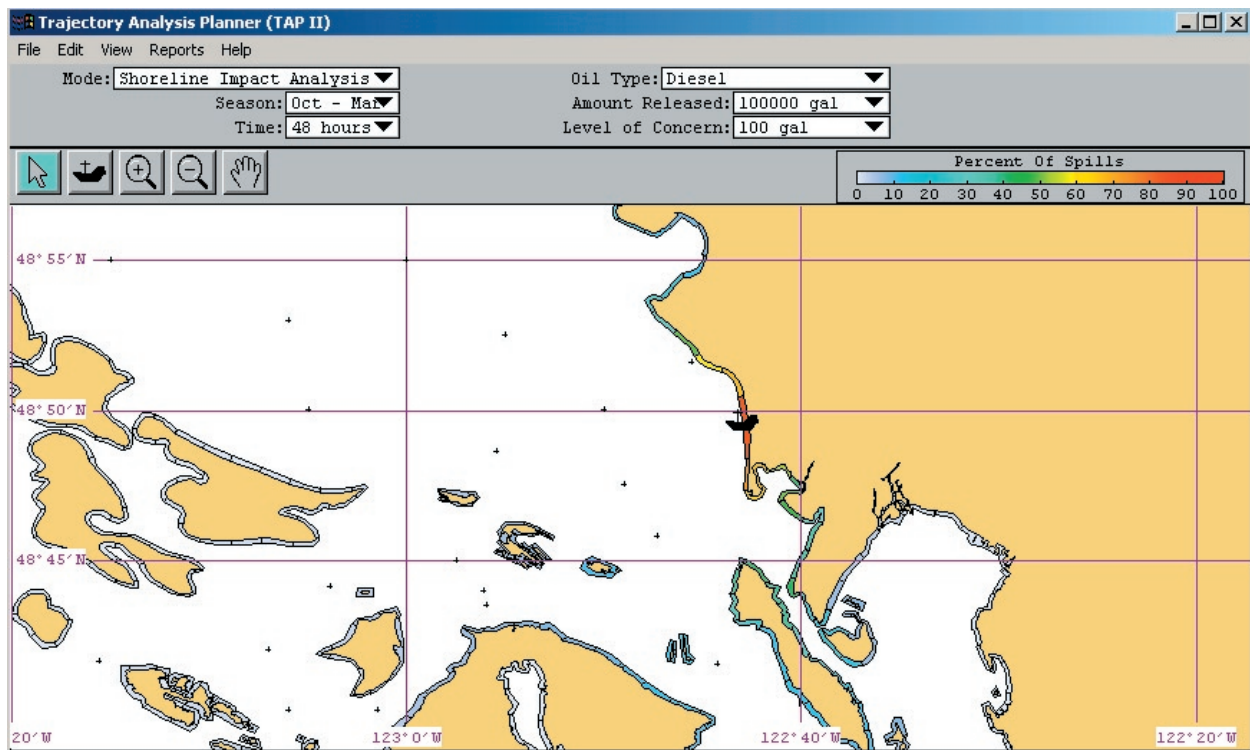 Trajectory Analysis Planner (TAP II)
File Edit View Reports Help
Mode: Shoreline Impact Analysis
Oil Type: Diesel
Season: Oct - Mar
Amount Released: 100000 gal
Time: 48 hours
Level of Concern: 100 gal
Percent Of Spills
0 10 20 30 40 50 60 70 80 90 100
48°55'N
48°50'N
48°45'N
20'W
123°0'W
122°40'W
122°20'W